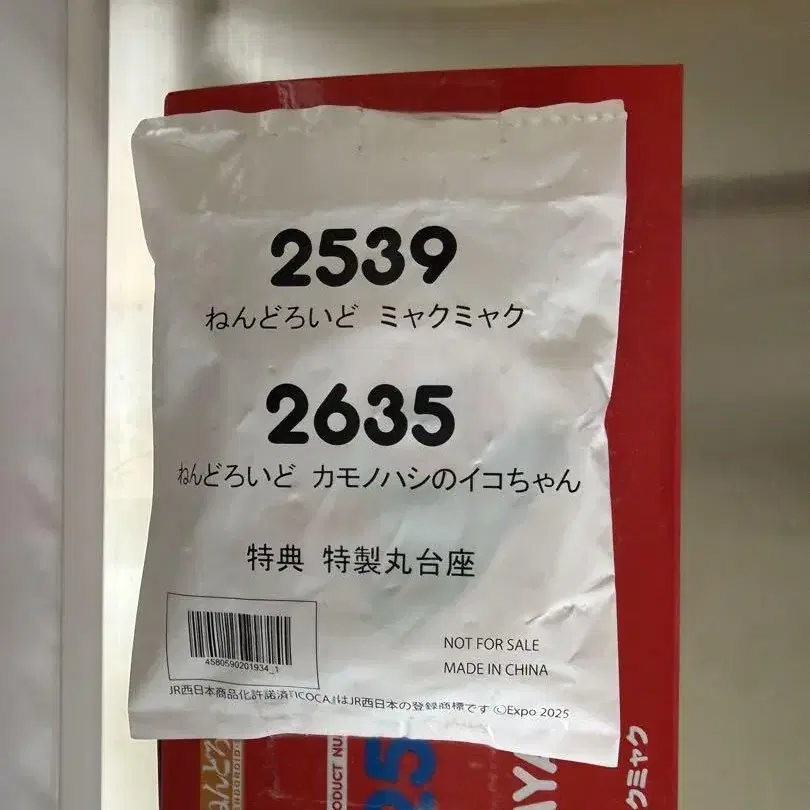 2539
ねんどろいど ミャクミャク
2635
ねんどろいど カモノハシのイコちゃん
特典 特製丸台座
4580590201934_1
NOT FOR SALE
MADE IN CHINA
JR西日本商品化許諾済『ICOCA』はJR西日本の登録商標です ©Expo 2025